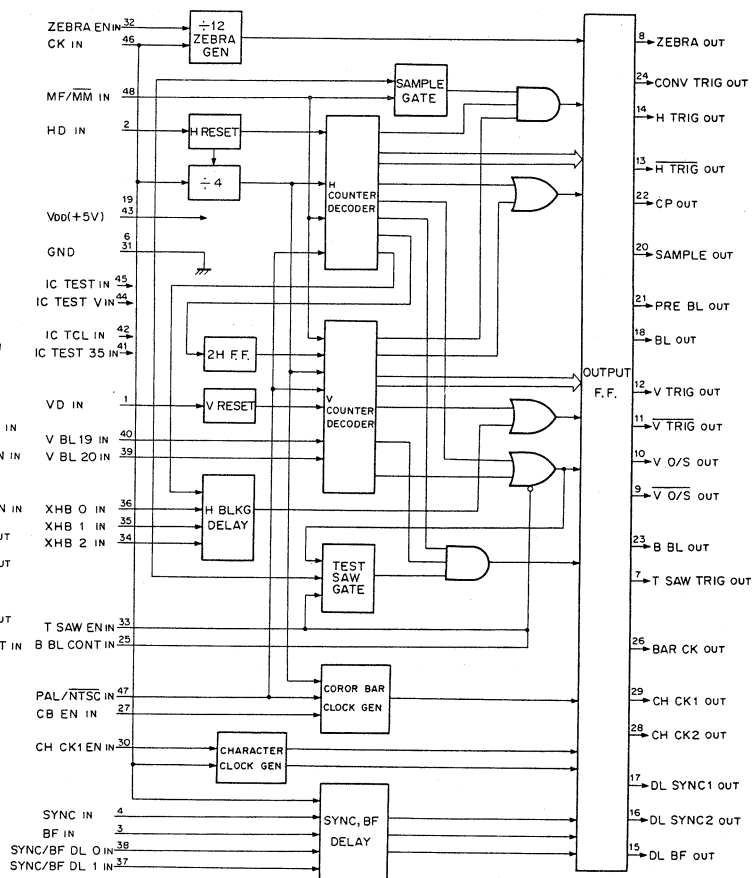 ZEBRA EN IN 32
CK IN 46
÷12
ZEBRA
GEN
8 ZEBRA OUT
MF/M̅M̅ IN 48
SAMPLE
GATE
24 CONV TRIG OUT
14 H TRIG OUT
HD IN 2
H RESET
÷4
H
COUNTER
DECODER
13 H̅ ̅T̅R̅I̅G̅ OUT
22 CP OUT
19
VDD(+5V) 43
6
GND 31
20 SAMPLE OUT
IC TEST IN 45
IC TEST V IN 44
21 PRE BL OUT
IC TCL IN 42
IC TEST 35 IN 41
2H F.F.
18 BL OUT
OUTPUT
F.F.
VD IN 1
V RESET
V
COUNTER
DECODER
12 V TRIG OUT
11 V̅ ̅T̅R̅I̅G̅ OUT
IN
V BL 19 IN 40
N IN
V BL 20 IN 39
10 V O/S OUT
9 V̅ ̅O̅/̅S̅ OUT
N IN
XHB 0 IN 36
XHB 1 IN 35
XHB 2 IN 34
H BLKG
DELAY
UT
UT
TEST
SAW
GATE
23 B BL OUT
7 T SAW TRIG OUT
UT
T SAW EN IN 33
T IN
B BL CONT IN 25
26 BAR CK OUT
PAL/N̅T̅S̅C̅ IN 47
CB EN IN 27
COROR BAR
CLOCK GEN
29 CH CK1 OUT
28 CH CK2 OUT
CH CK1 EN IN 30
CHARACTER
CLOCK GEN
17 DL SYNC1 OUT
SYNC IN 4
BF IN 3
SYNC/BF DL 0 IN 38
SYNC/BF DL 1 IN 37
SYNC, BF
DELAY
16 DL SYNC2 OUT
15 DL BF OUT